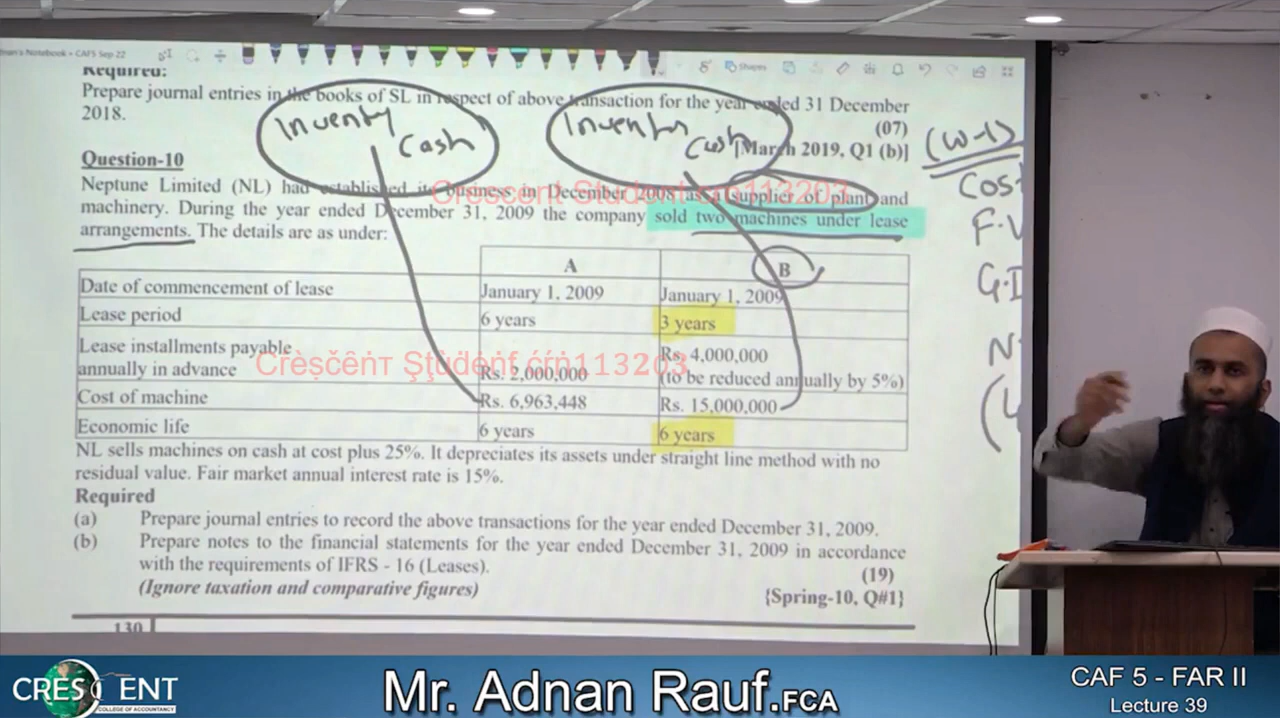 Adnan's Notebook » CAF5 Sep 22
Shapes
Required:
Prepare journal entries in the books of SL in respect of above transaction for the year ended 31 December
2018.
(07)
[March 2019, Q1 (b)]
Inventry
Cash
Inventry
Cash
(W-1)
Cost
F.V
G.I
N.
Question-10
Neptune Limited (NL) had established its business in December 2008 as a supplier of plant and
Crescent Student crn113203
machinery. During the year ended December 31, 2009 the company sold two machines under lease
arrangements. The details are as under:
A B
Date of commencement of lease January 1, 2009 January 1, 2009
Lease period 6 years 3 years
Lease installments payable
annually in advance Rs. 2,000,000 Rs. 4,000,000
(to be reduced annually by 5%)
Crèşčêṅт Şţùḋeṅť ćŕṅ113203
Cost of machine Rs. 6,963,448 Rs. 15,000,000
Economic life 6 years 6 years
NL sells machines on cash at cost plus 25%. It depreciates its assets under straight line method with no
residual value. Fair market annual interest rate is 15%.
Required
(a) Prepare journal entries to record the above transactions for the year ended December 31, 2009.
(b) Prepare notes to the financial statements for the year ended December 31, 2009 in accordance
with the requirements of IFRS - 16 (Leases).
(19)
(Ignore taxation and comparative figures)
{Spring-10, Q#1}
130
CRESCENT
COLLEGE OF ACCOUNTANCY
Mr. Adnan Rauf.FCA
CAF 5 - FAR II
Lecture 39